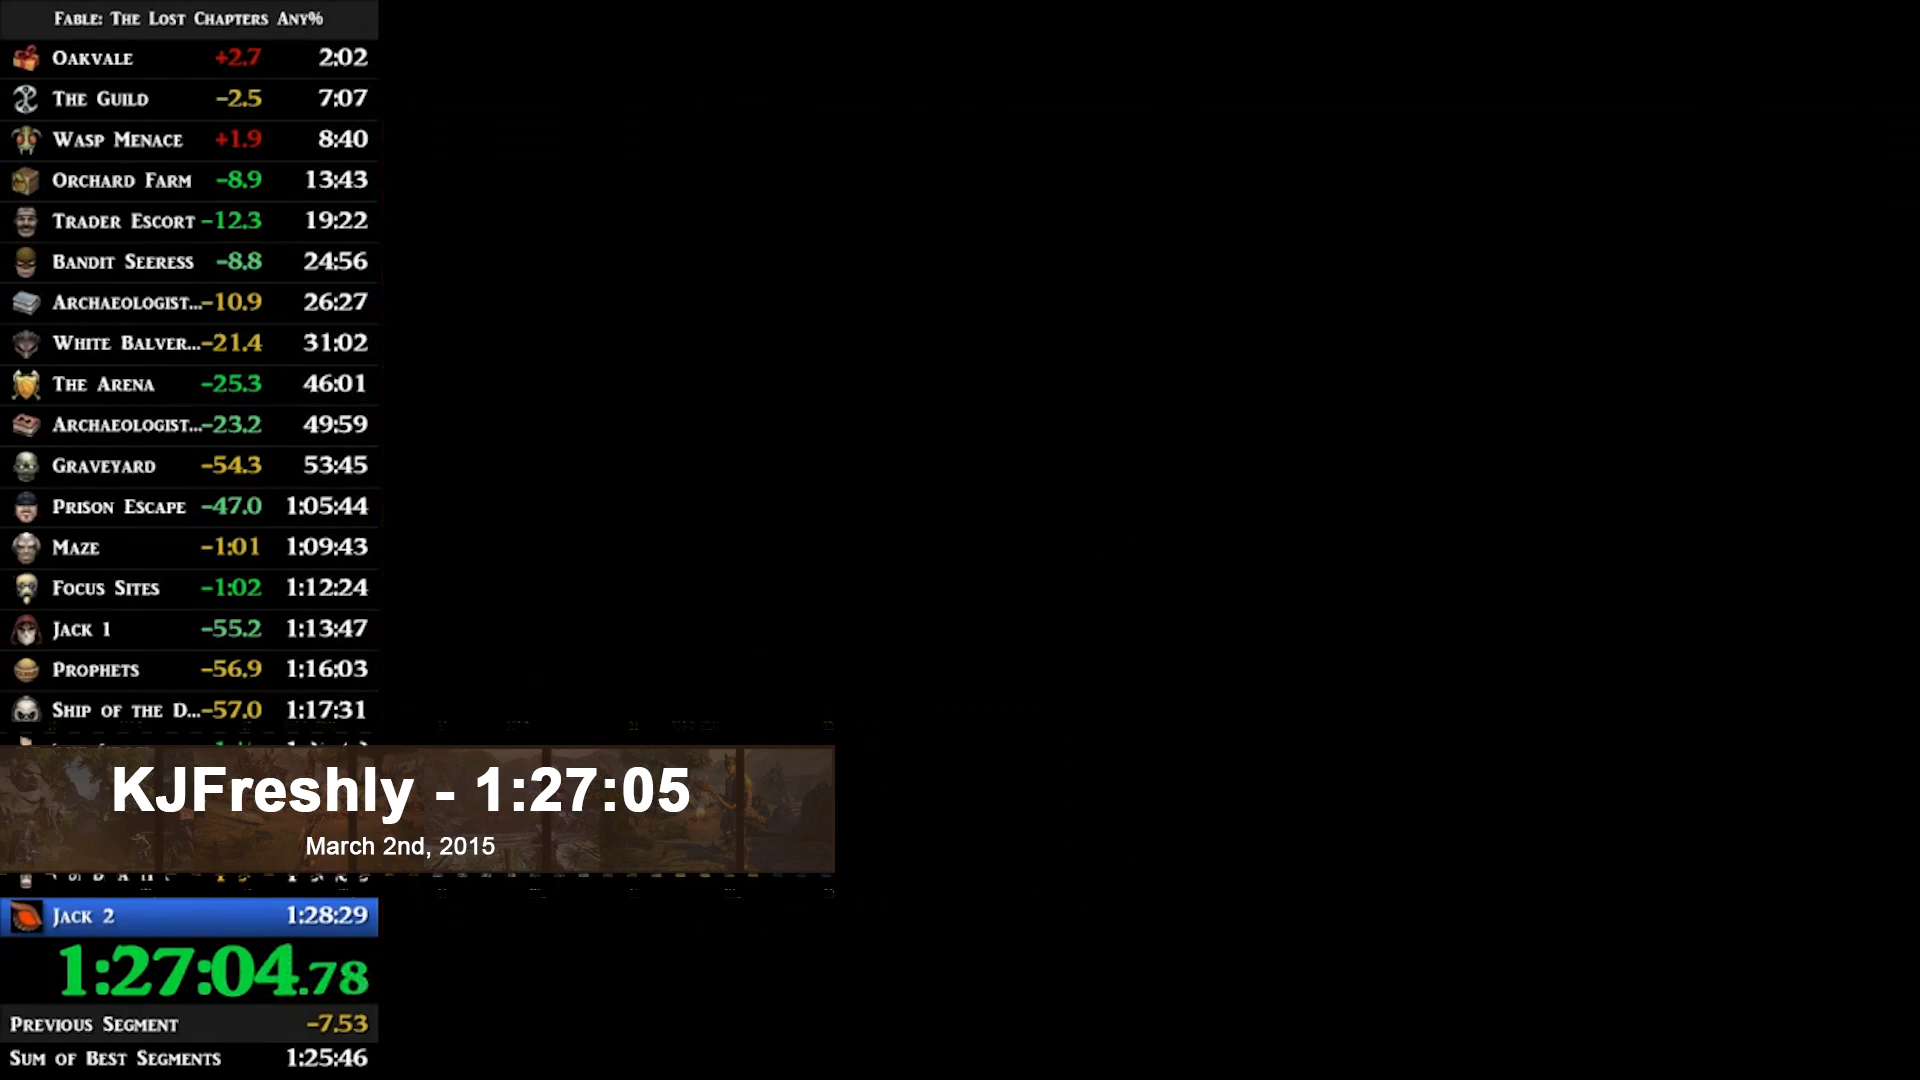 Fable: The Lost Chapters Any%
Oakvale +2.7 2:02
The Guild -2.5 7:07
Wasp Menace +1.9 8:40
Orchard Farm -8.9 13:43
Trader Escort -12.3 19:22
Bandit Seeress -8.8 24:56
Archaeologist... -10.9 26:27
White Balver... -21.4 31:02
The Arena -25.3 46:01
Archaeologist... -23.2 49:59
Graveyard -54.3 53:45
Prison Escape -47.0 1:05:44
Maze -1:01 1:09:43
Focus Sites -1:02 1:12:24
Jack 1 -55.2 1:13:47
Prophets -56.9 1:16:03
Ship of the D... -57.0 1:17:31
KJFreshly - 1:27:05
March 2nd, 2015
Jack 2 1:28:29
1:27:04.78
Previous Segment -7.53
Sum of Best Segments 1:25:46